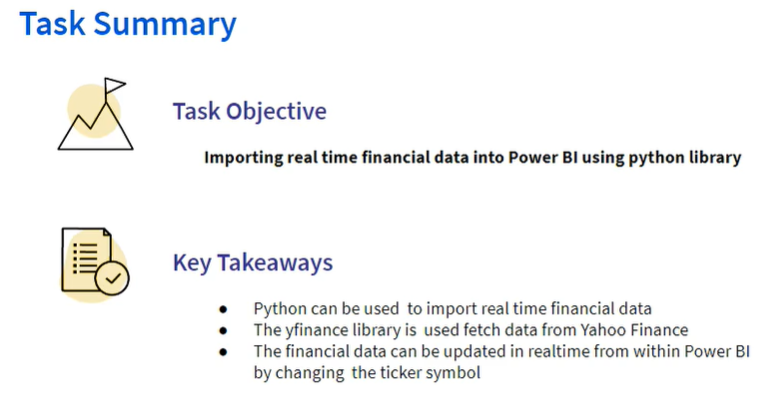 Task Summary
Task Objective
Importing real time financial data into Power BI using python library
Key Takeaways
● Python can be used to import real time financial data
● The yfinance library is used fetch data from Yahoo Finance
● The financial data can be updated in realtime from within Power BI
by changing the ticker symbol